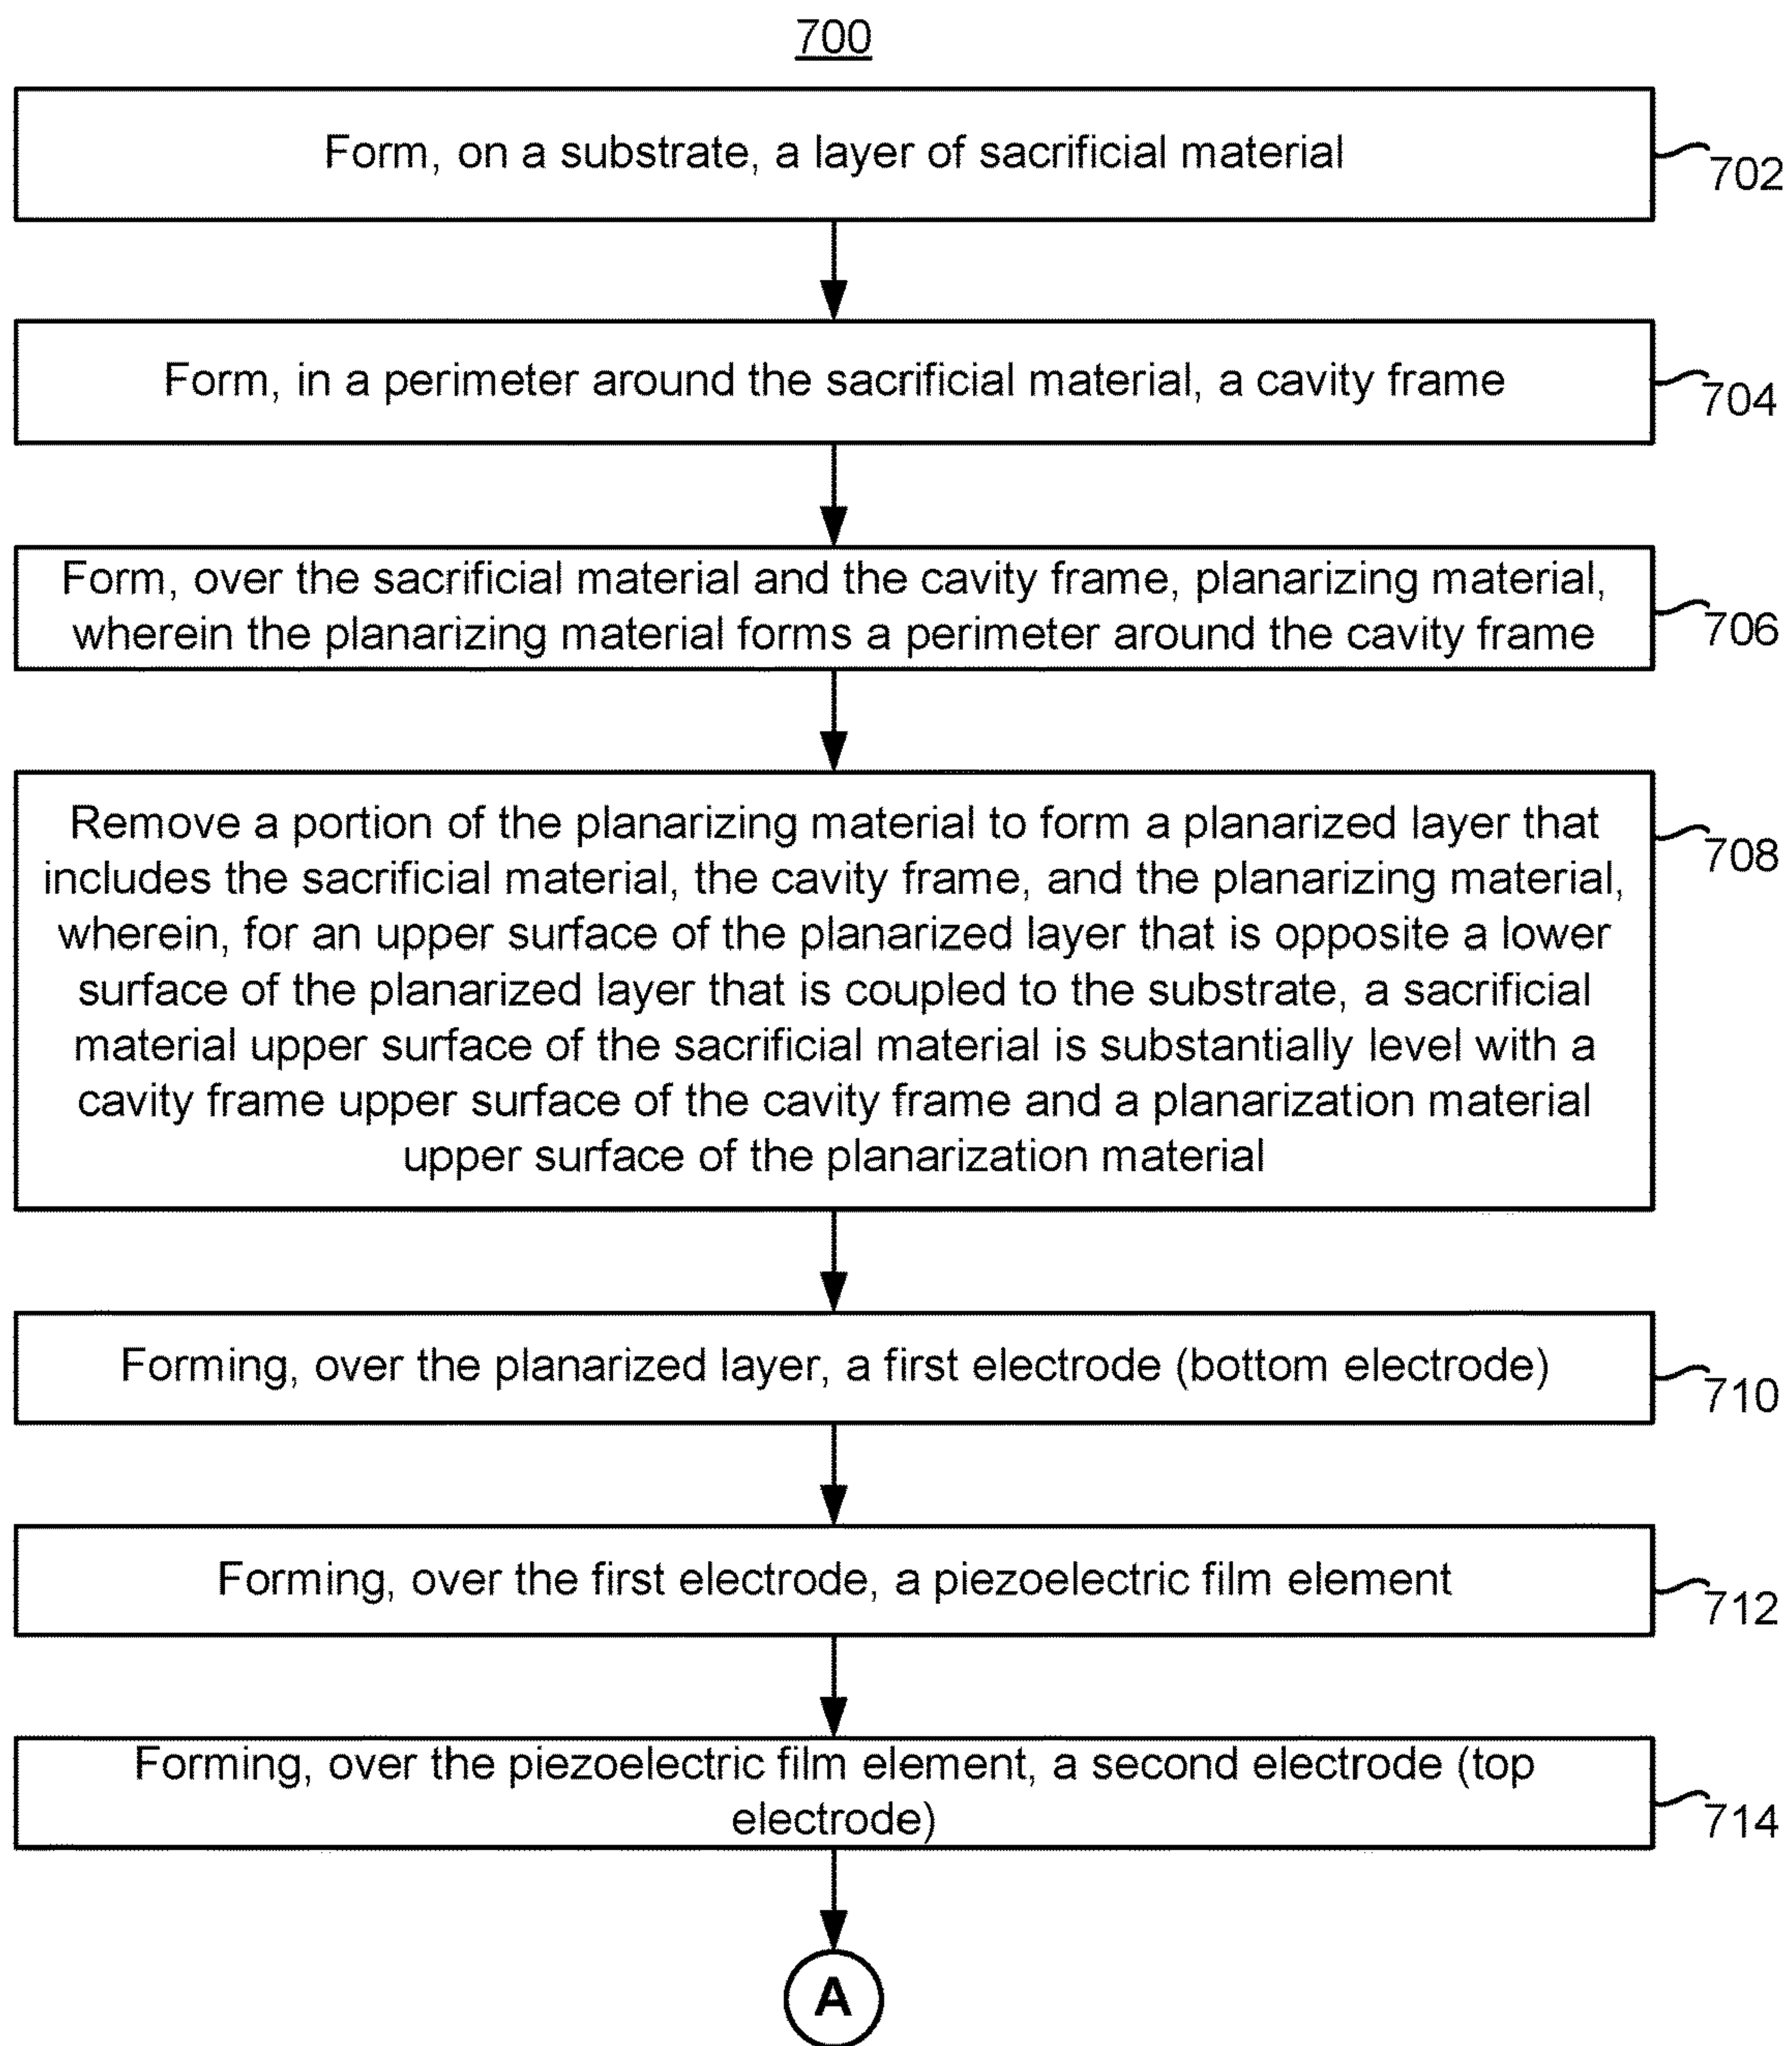 700
Form, on a substrate, a layer of sacrificial material
702
Form, in a perimeter around the sacrificial material, a cavity frame
704
Form, over the sacrificial material and the cavity frame, planarizing material,
wherein the planarizing material forms a perimeter around the cavity frame
706
Remove a portion of the planarizing material to form a planarized layer that
includes the sacrificial material, the cavity frame, and the planarizing material,
wherein, for an upper surface of the planarized layer that is opposite a lower
surface of the planarized layer that is coupled to the substrate, a sacrificial
material upper surface of the sacrificial material is substantially level with a
cavity frame upper surface of the cavity frame and a planarization material
upper surface of the planarization material
708
Forming, over the planarized layer, a first electrode (bottom electrode)
710
Forming, over the first electrode, a piezoelectric film element
712
Forming, over the piezoelectric film element, a second electrode (top
electrode)
714
A